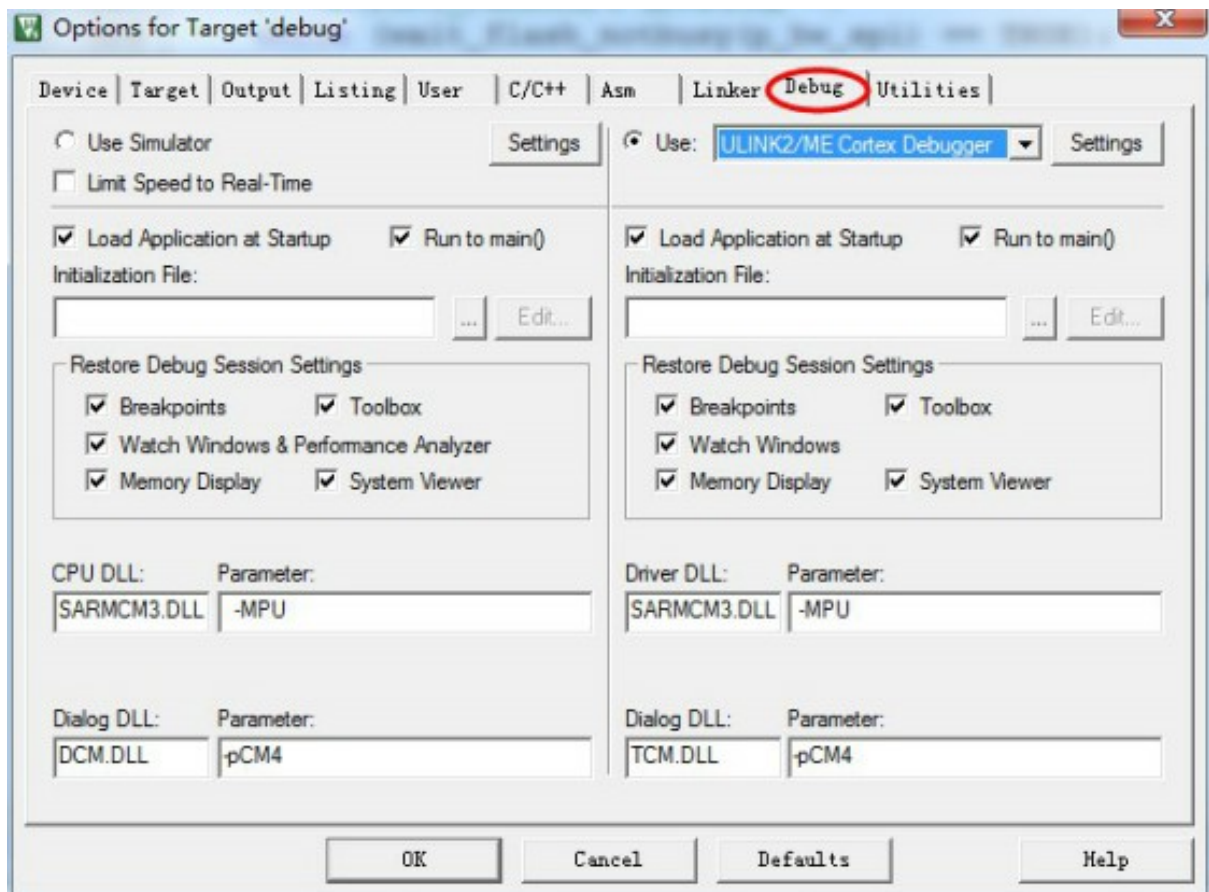 Options for Target 'debug'
Device Target Output Listing User C/C++ Asm Linker Debug Utilities
Use Simulator Settings
Limit Speed to Real-Time
Load Application at Startup Run to main()
Initialization File:
... Edit...
Restore Debug Session Settings
Breakpoints Toolbox
Watch Windows & Performance Analyzer
Memory Display System Viewer
CPU DLL: Parameter:
SARMCM3.DLL -MPU
Dialog DLL: Parameter:
DCM.DLL -pCM4
Use: ULINK2/ME Cortex Debugger Settings
Load Application at Startup Run to main()
Initialization File:
... Edit...
Restore Debug Session Settings
Breakpoints Toolbox
Watch Windows
Memory Display System Viewer
Driver DLL: Parameter:
SARMCM3.DLL -MPU
Dialog DLL: Parameter:
TCM.DLL -pCM4
OK Cancel Defaults Help